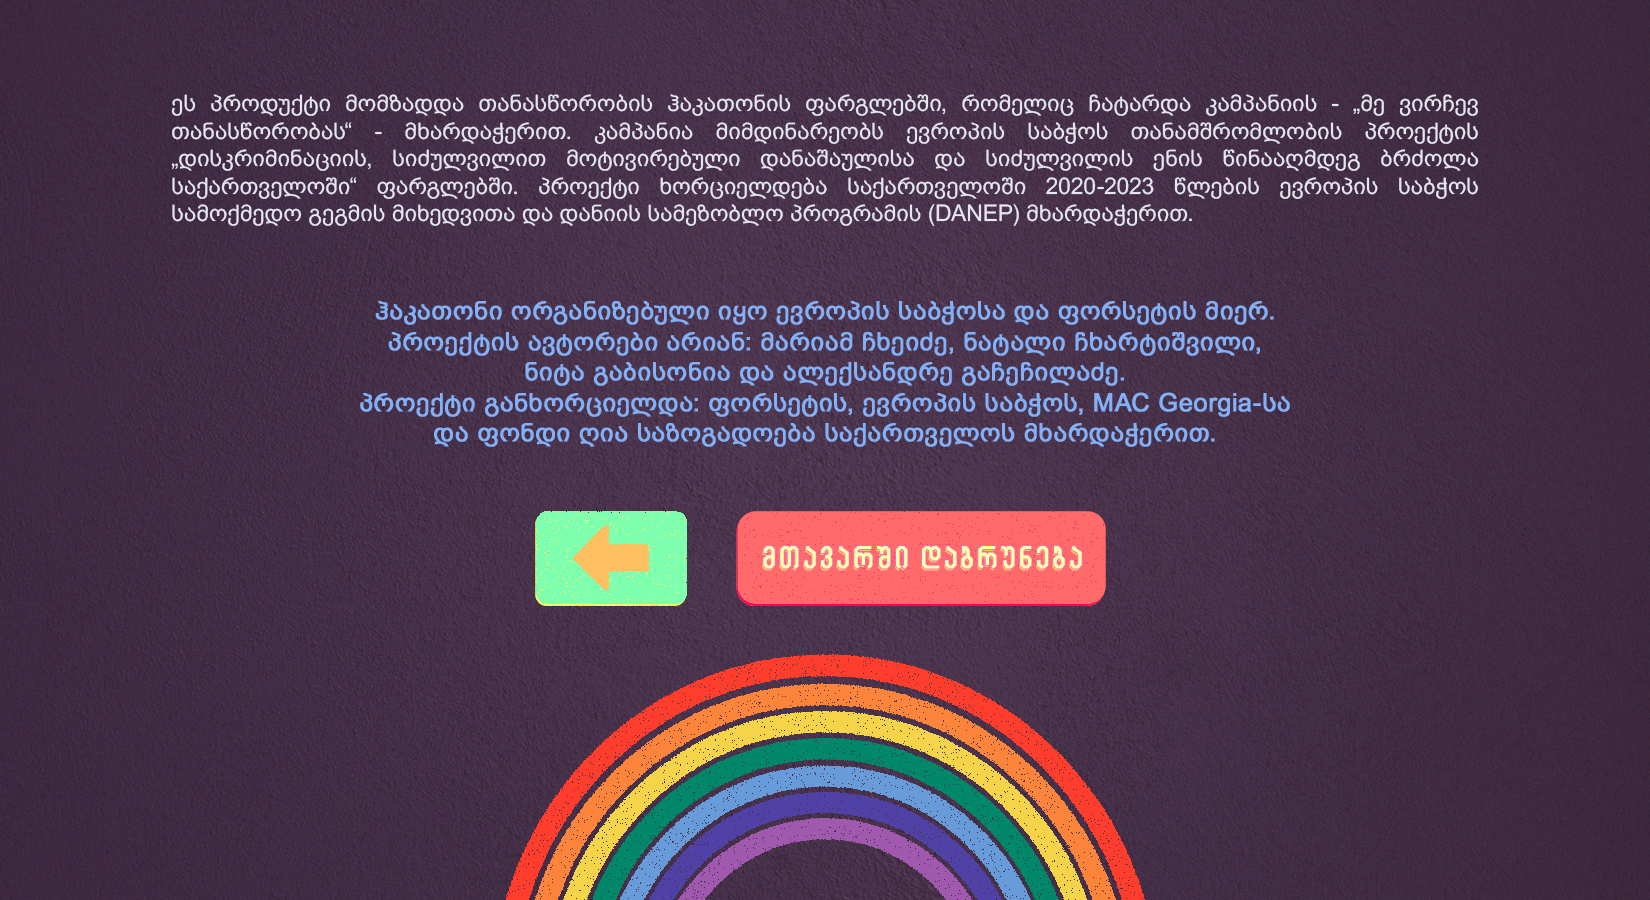 ეს პროდუქტი მომზადდა თანასწორობის ჰაკათონის ფარგლებში, რომელიც ჩატარდა კამპანიის - „მე ვირჩევ
თანასწორობას“ - მხარდაჭერით. კამპანია მიმდინარეობს ევროპის საბჭოს თანამშრომლობის პროექტის
„დისკრიმინაციის, სიძულვილით მოტივირებული დანაშაულისა და სიძულვილის ენის წინააღმდეგ ბრძოლა
საქართველოში“ ფარგლებში. პროექტი ხორციელდება საქართველოში 2020-2023 წლების ევროპის საბჭოს
სამოქმედო გეგმის მიხედვითა და დანიის სამეზობლო პროგრამის (DANEP) მხარდაჭერით.
ჰაკათონი ორგანიზებული იყო ევროპის საბჭოსა და ფორსეტის მიერ.
პროექტის ავტორები არიან: მარიამ ჩხეიძე, ნატალი ჩხარტიშვილი,
ნიტა გაბისონია და ალექსანდრე გაჩეჩილაძე.
პროექტი განხორციელდა: ფორსეტის, ევროპის საბჭოს, MAC Georgia-სა
და ფონდი ღია საზოგადოება საქართველოს მხარდაჭერით.
მთავარში დაბრუნება